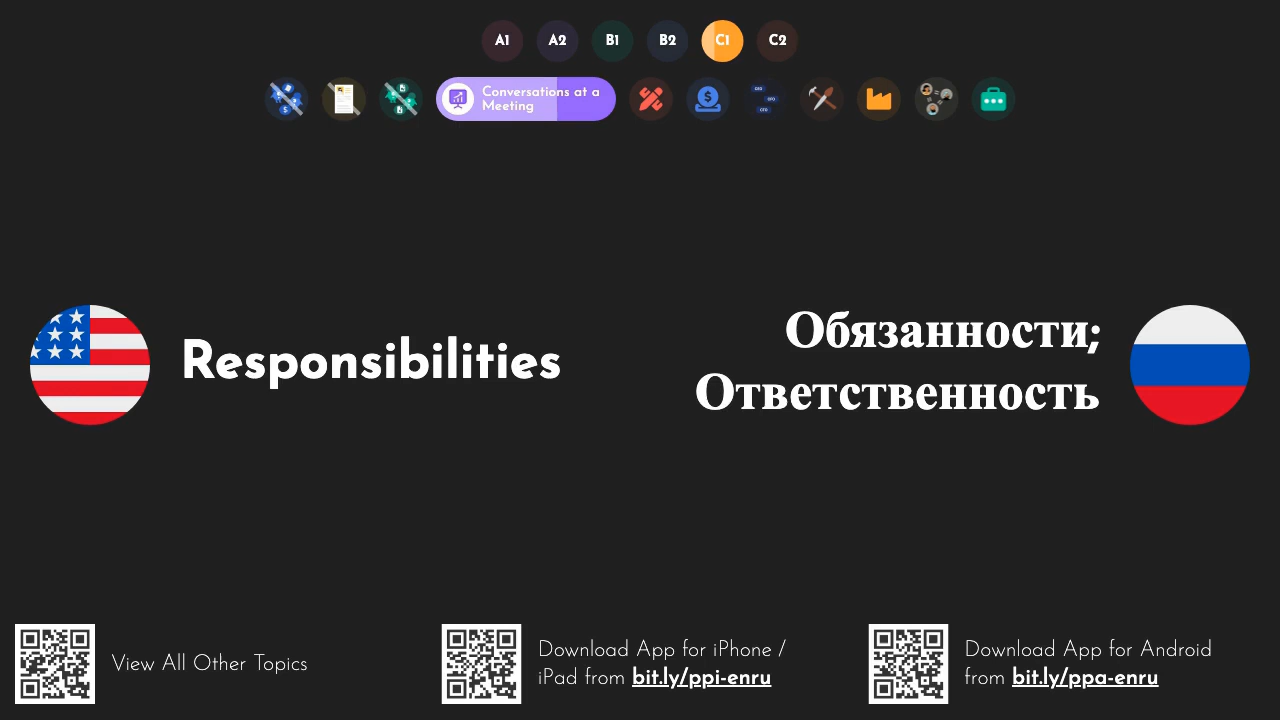 A1 A2 B1 B2 C1 C2
Conversations at a
Meeting
Responsibilities
Обязанности;
Ответственность
View All Other Topics
Download App for iPhone /
iPad from bit.ly/ppi-enru
Download App for Android
from bit.ly/ppa-enru